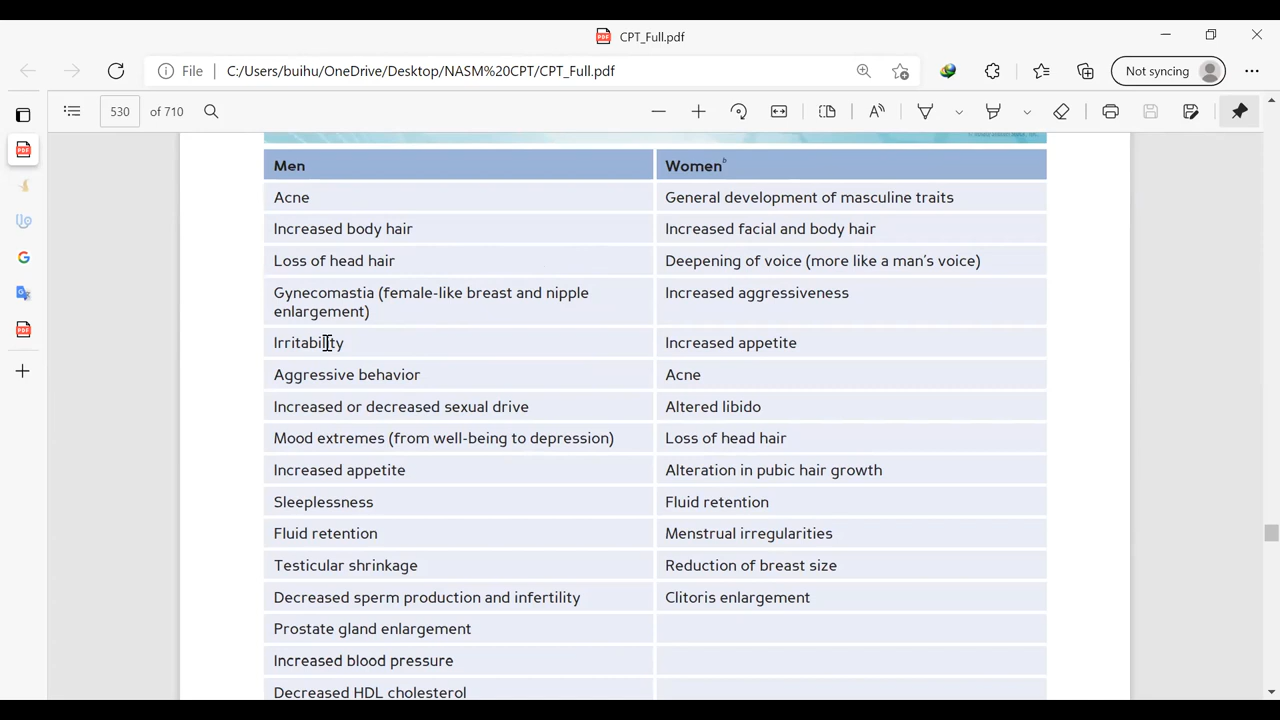 CPT_Full.pdf
File C:/Users/buihu/OneDrive/Desktop/NASM%20CPT/CPT_Full.pdf
Not syncing
530 of 710
Men Women b
Acne General development of masculine traits
Increased body hair Increased facial and body hair
Loss of head hair Deepening of voice (more like a man's voice)
Gynecomastia (female-like breast and nipple Increased aggressiveness
enlargement)
Irritability Increased appetite
Aggressive behavior Acne
Increased or decreased sexual drive Altered libido
Mood extremes (from well-being to depression) Loss of head hair
Increased appetite Alteration in pubic hair growth
Sleeplessness Fluid retention
Fluid retention Menstrual irregularities
Testicular shrinkage Reduction of breast size
Decreased sperm production and infertility Clitoris enlargement
Prostate gland enlargement
Increased blood pressure
Decreased HDL cholesterol